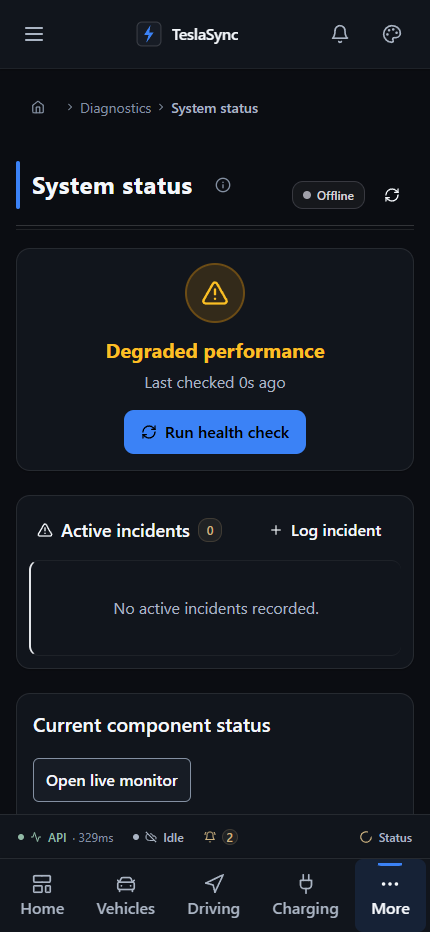 TeslaSync
Diagnostics
System status
System status
Offline
Degraded performance
Last checked 0s ago
Run health check
Active incidents 0
Log incident
No active incidents recorded.
Current component status
Open live monitor
API · 329ms
Idle
2
Status
Home
Vehicles
Driving
Charging
More